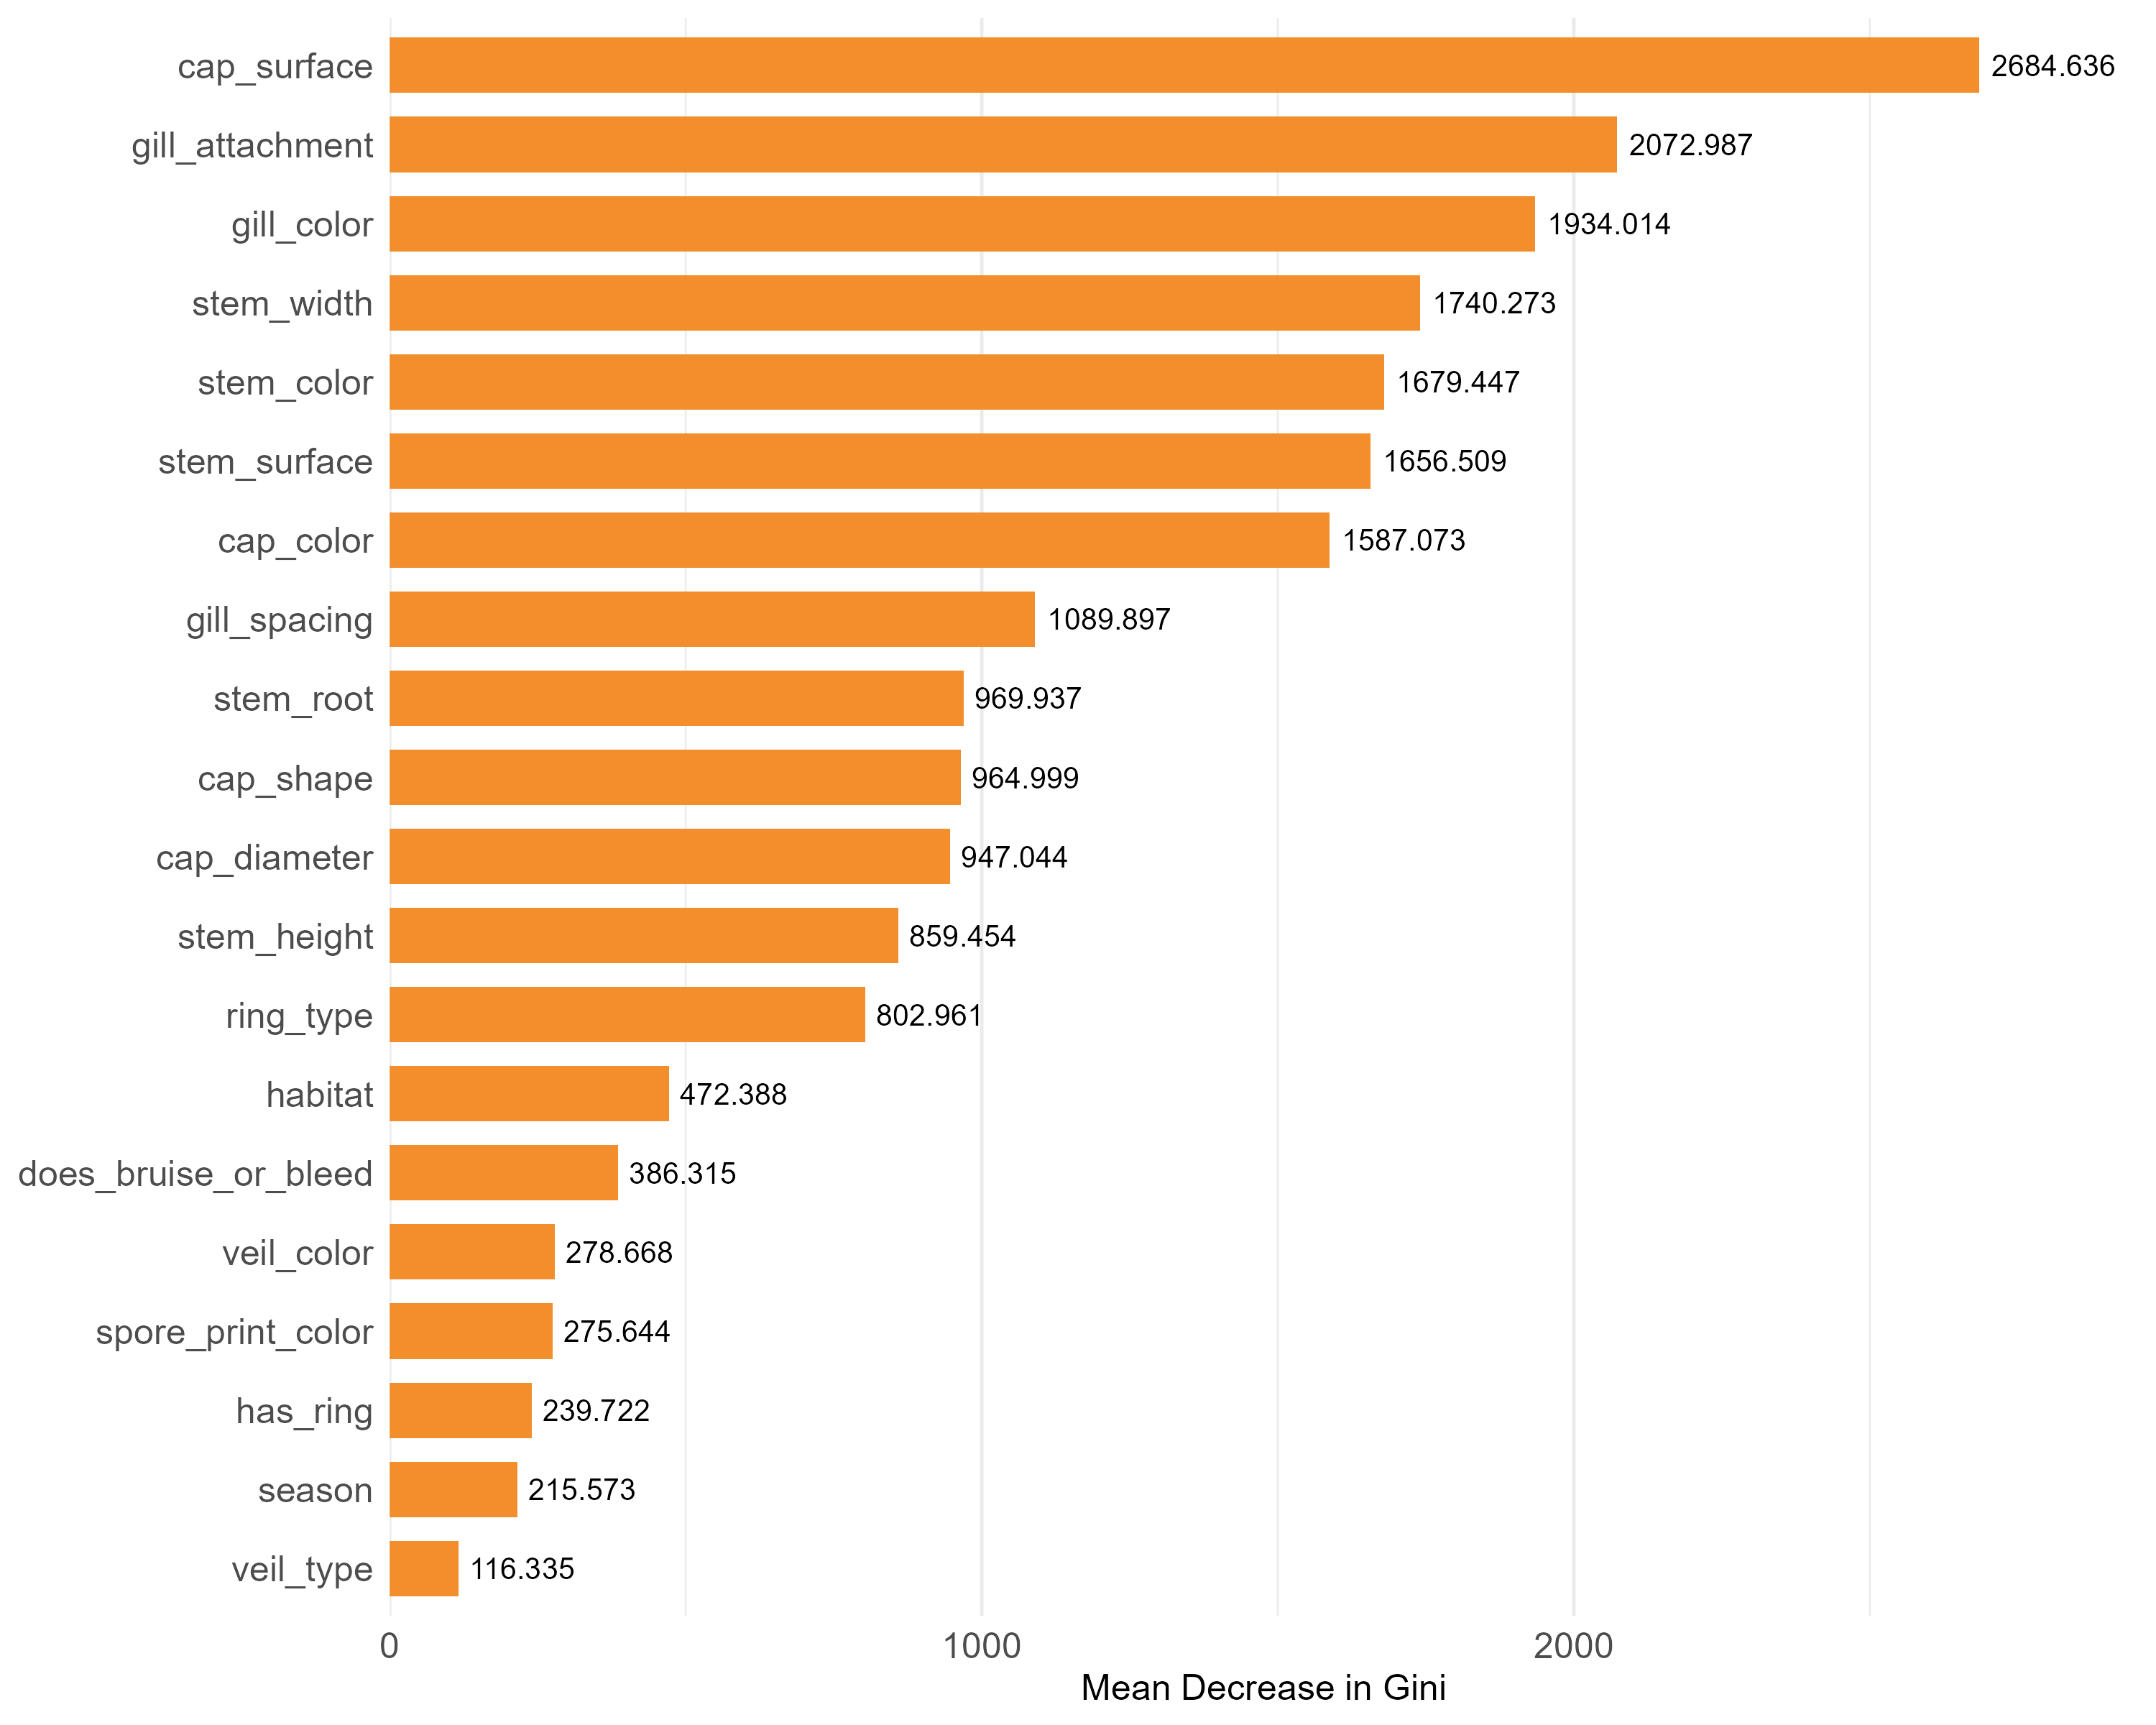 cap_surface 2684.636
gill_attachment 2072.987
gill_color 1934.014
stem_width 1740.273
stem_color 1679.447
stem_surface 1656.509
cap_color 1587.073
gill_spacing 1089.897
stem_root 969.937
cap_shape 964.999
cap_diameter 947.044
stem_height 859.454
ring_type 802.961
habitat 472.388
does_bruise_or_bleed 386.315
veil_color 278.668
spore_print_color 275.644
has_ring 239.722
season 215.573
veil_type 116.335
0 1000 2000
Mean Decrease in Gini